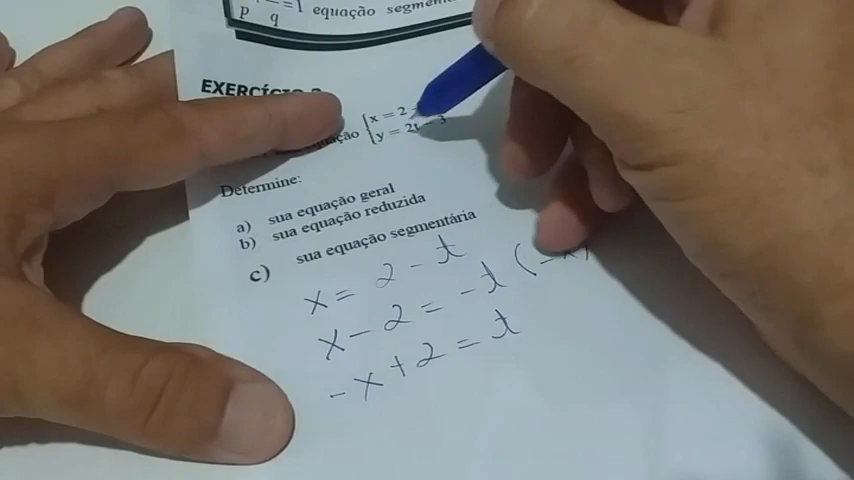 p q =1 equação
EXERCÍCIO
equação {x = 2
y = 2t - 3
Determine:
a) sua equação geral
b) sua equação reduzida
c) sua equação segmentária
x = 2 - t
x - 2 = -t (-x)
-x + 2 = t